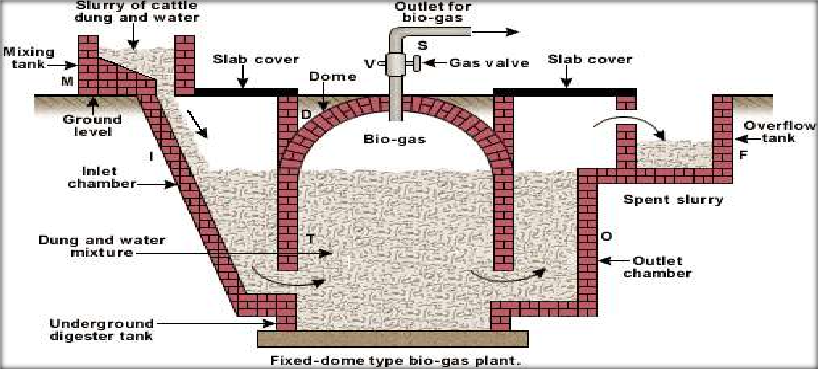 Slurry of cattle
dung and water
Outlet for
bio-gas
S
Mixing
tank
M
Slab cover
V
Gas valve
Slab cover
Dome
D
Ground
level
Bio-gas
Overflow
tank
F
I
Inlet
chamber
Spent slurry
Dung and water
mixture
T
O
Outlet
chamber
Underground
digester tank
Fixed-dome type bio-gas plant.